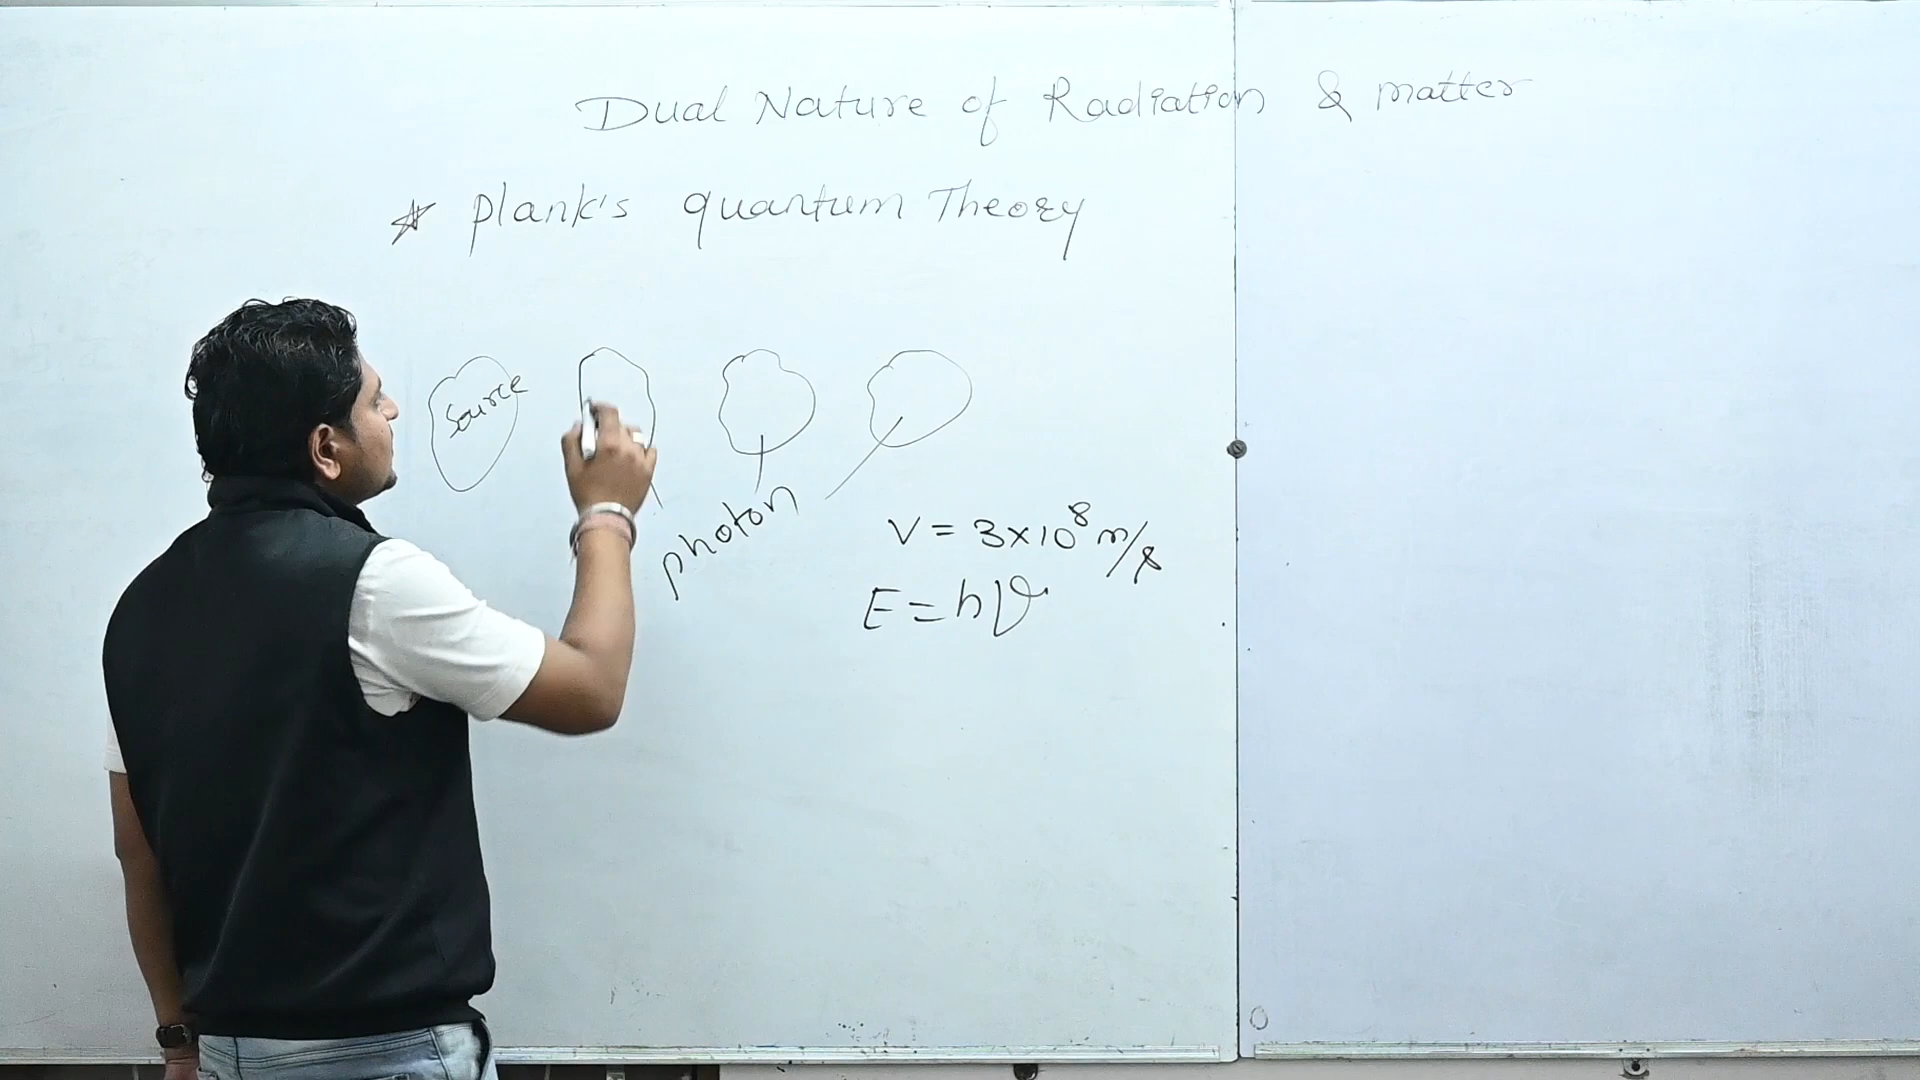 Dual Nature of Radiation & matter
* plank's quantum Theory
Source
photon
V = 3×10⁸ m/s
E = hν